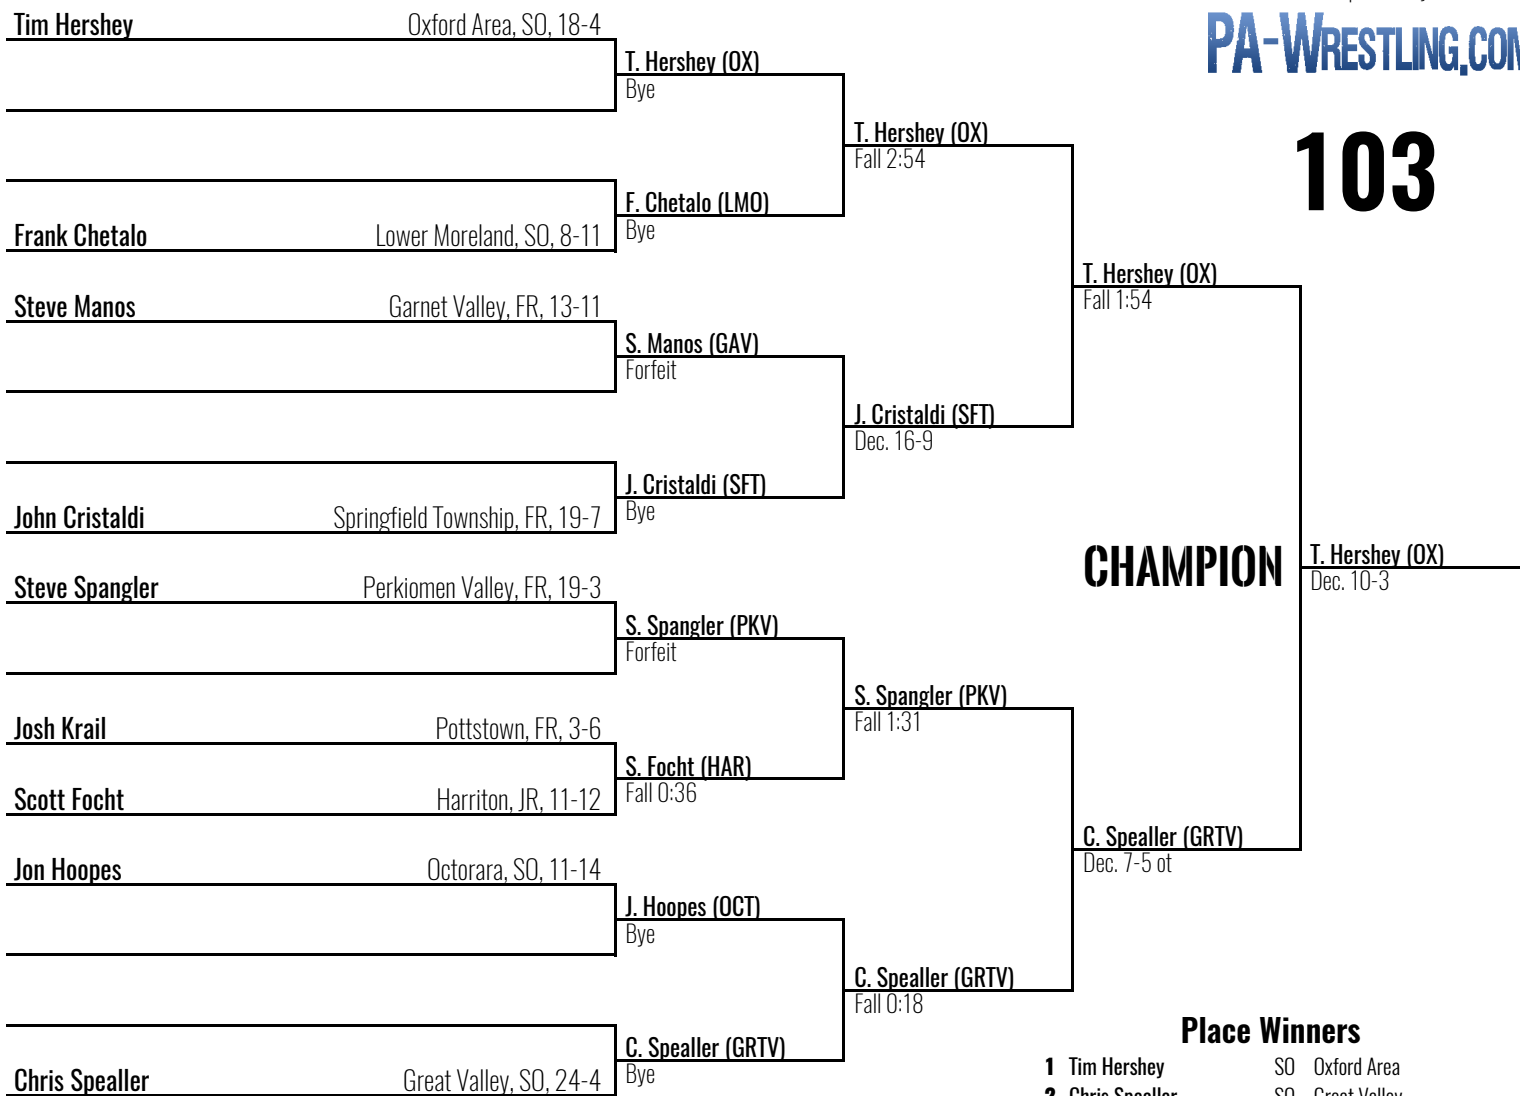 Tim Hershey Oxford Area, SO, 18-4
T. Hershey (OX)
Bye
T. Hershey (OX)
Fall 2:54
F. Chetalo (LMO)
Bye
Frank Chetalo Lower Moreland, SO, 8-11
T. Hershey (OX)
Fall 1:54
Steve Manos Garnet Valley, FR, 13-11
S. Manos (GAV)
Forfeit
J. Cristaldi (SFT)
Dec. 16-9
J. Cristaldi (SFT)
Bye
John Cristaldi Springfield Township, FR, 19-7
CHAMPION
T. Hershey (OX)
Dec. 10-3
Steve Spangler Perkiomen Valley, FR, 19-3
S. Spangler (PKV)
Forfeit
S. Spangler (PKV)
Fall 1:31
Josh Krail Pottstown, FR, 3-6
S. Focht (HAR)
Fall 0:36
Scott Focht Harriton, JR, 11-12
C. Spealler (GRTV)
Dec. 7-5 ot
Jon Hoopes Octorara, SO, 11-14
J. Hoopes (OCT)
Bye
C. Spealler (GRTV)
Fall 0:18
C. Spealler (GRTV)
Bye
Chris Spealler Great Valley, SO, 24-4
PA-WRESTLING.COM
103
Place Winners
1 Tim Hershey SO Oxford Area
2 Chris Spealler SO Great Valley